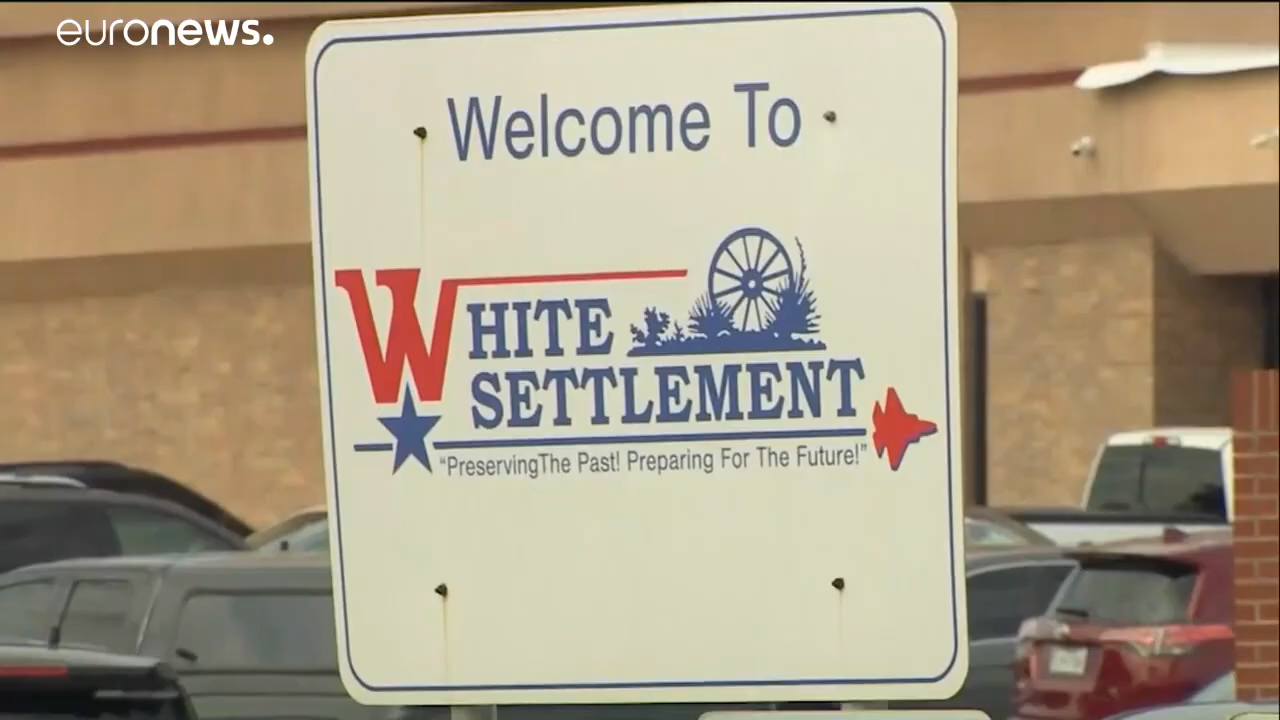 euronews.
Welcome To
WHITE
SETTLEMENT
“PreservingThe Past! Preparing For The Future!”